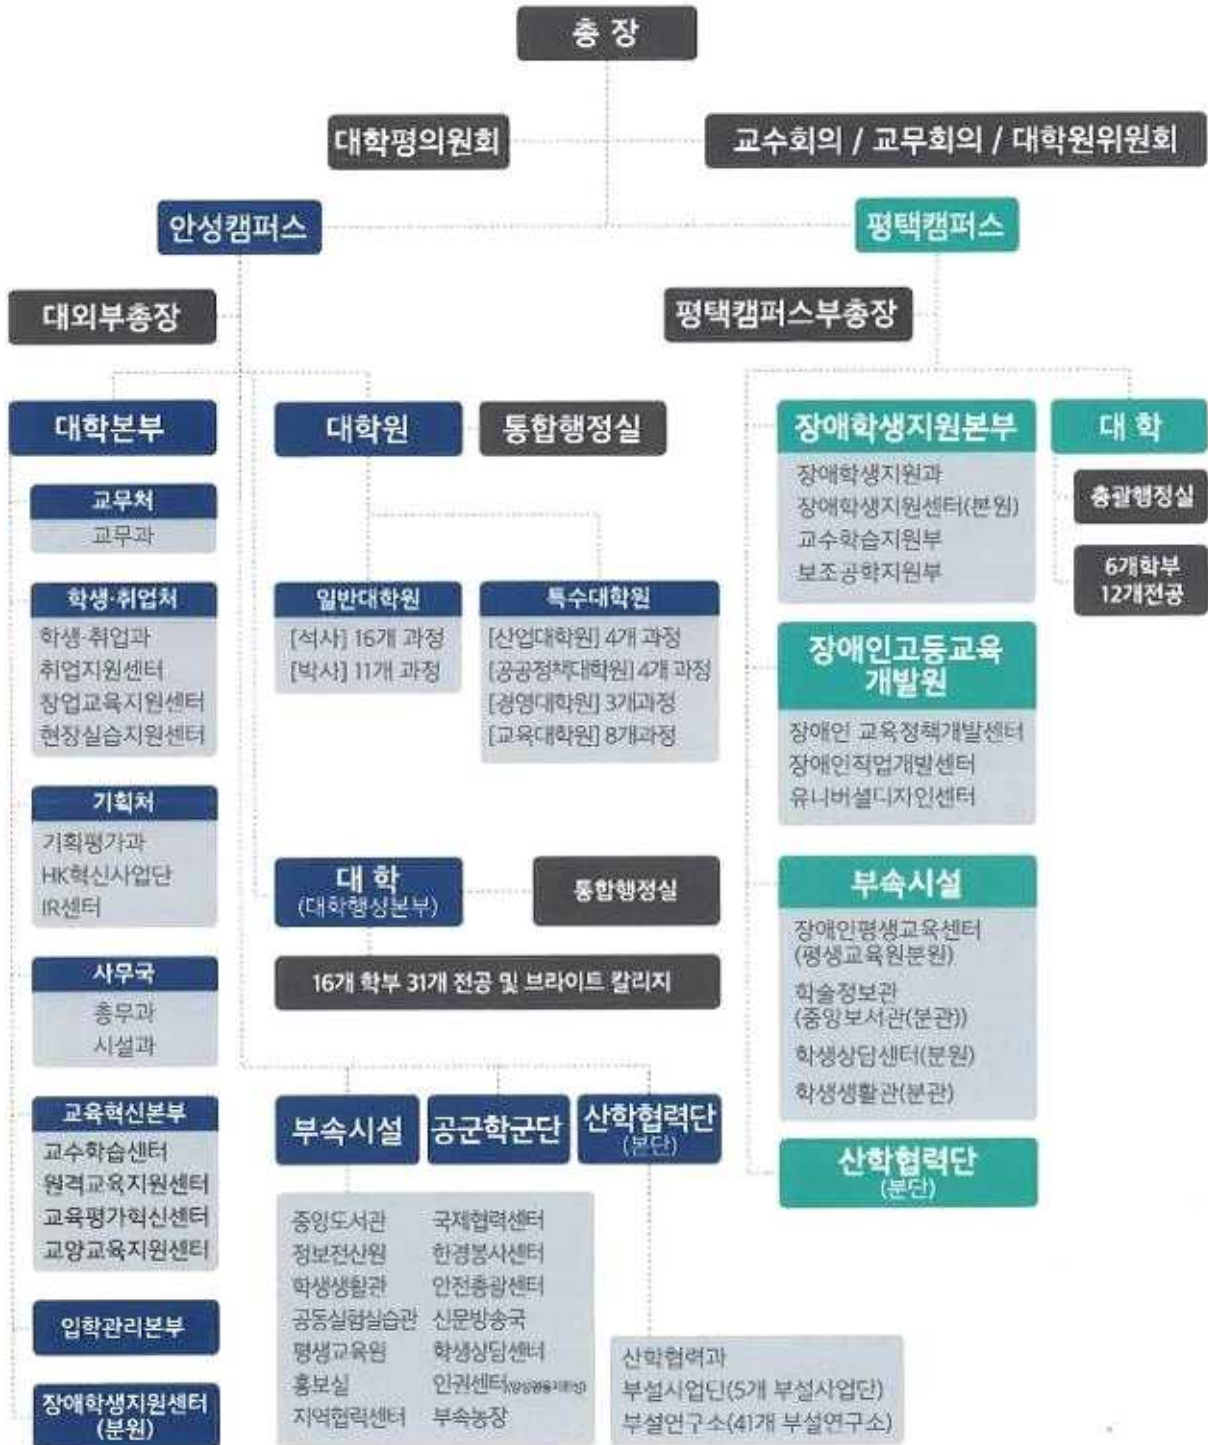 총 장
대학평의원회
교수회의 / 교무회의 / 대학원위원회
안성캠퍼스
평택캠퍼스
대외부총장
평택캠퍼스부총장
대학본부
교무처
교무과
학생·취업처
학생·취업과
취업지원센터
창업교육지원센터
현장실습지원센터
기획처
기획평가과
HK혁신사업단
IR센터
사무국
총무과
시설과
교육혁신본부
교수학습센터
원격교육지원센터
교육평가혁신센터
교양교육지원센터
입학관리본부
장애학생지원센터
(분원)
대학원
통합행정실
일반대학원
[석사] 16개 과정
[박사] 11개 과정
특수대학원
[산업대학원] 4개 과정
[공공정책대학원] 4개 과정
[경영대학원] 3개과정
[교육대학원] 8개과정
대 학
(대학행정본부)
통합행정실
16개 학부 31개 전공 및 브라이트 칼리지
부속시설
중앙도서관
정보전산원
학생생활관
공동실험실습관
평생교육원
홍보실
지역협력센터
국제협력센터
한경봉사센터
안전총괄센터
신문방송국
학생상담센터
인권센터
부속농장
공군학군단
산학협력단
(본단)
산학협력과
부설사업단(5개 부설사업단)
부설연구소(41개 부설연구소)
장애학생지원본부
장애학생지원과
장애학생지원센터(본원)
교수학습지원부
보조공학지원부
장애인고등교육
개발원
장애인 교육정책개발센터
장애인직업개발센터
유니버셜디자인센터
부속시설
장애인평생교육센터
(평생교육원분원)
학술정보관
(중앙보서관(분관))
학생상담센터(분원)
학생생활관(분관)
산학협력단
(분단)
대 학
총괄행정실
6개학부
12개전공